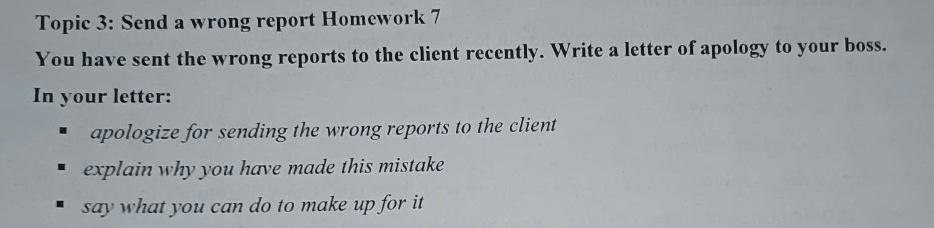 Topic 3: Send a wrong report Homework 7
You have sent the wrong reports to the client recently. Write a letter of apology to your boss.
In your letter:
▪ apologize for sending the wrong reports to the client
▪ explain why you have made this mistake
▪ say what you can do to make up for it